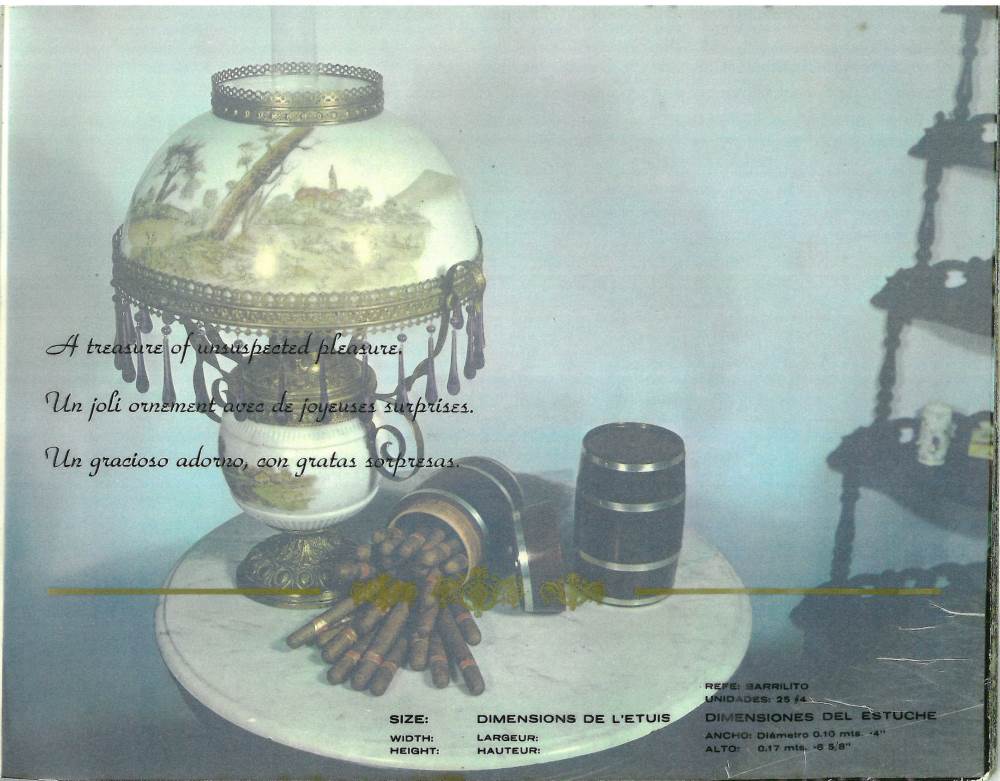 A treasure of unsuspected pleasure.
Un joli ornement avec de joyeuses surprises.
Un gracioso adorno, con gratas sorpresas.
REFE: BARRILITO
UNIDADES: 25 /4
SIZE: DIMENSIONS DE L'ETUIS DIMENSIONES DEL ESTUCHE
WIDTH: LARGEUR: ANCHO: Diámetro 0.10 mts. -4"
HEIGHT: HAUTEUR: ALTO: 0.17 mts. -6 5/8"